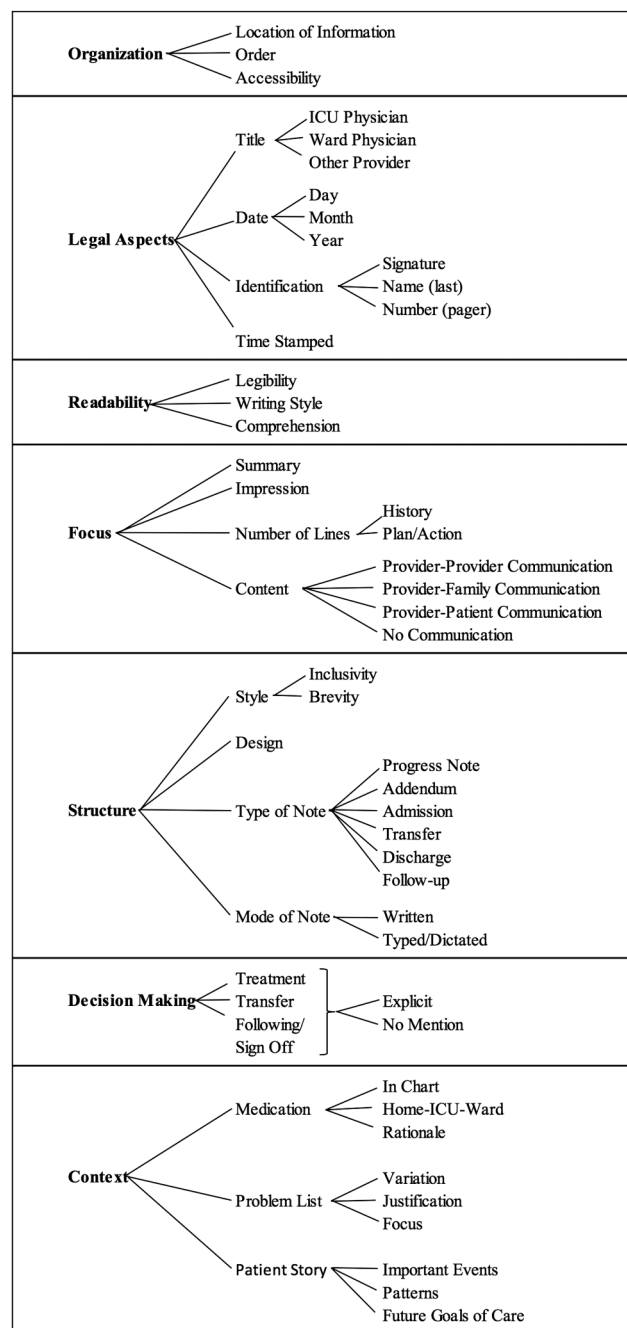 Organization
Location of Information
Order
Accessibility
Legal Aspects
Title
ICU Physician
Ward Physician
Other Provider
Date
Day
Month
Year
Identification
Signature
Name (last)
Number (pager)
Time Stamped
Readability
Legibility
Writing Style
Comprehension
Focus
Summary
Impression
Number of Lines
History
Plan/Action
Content
Provider-Provider Communication
Provider-Family Communication
Provider-Patient Communication
No Communication
Structure
Style
Inclusivity
Brevity
Design
Type of Note
Progress Note
Addendum
Admission
Transfer
Discharge
Follow-up
Mode of Note
Written
Typed/Dictated
Decision Making
Treatment
Transfer
Following/
Sign Off
Explicit
No Mention
Context
Medication
In Chart
Home-ICU-Ward
Rationale
Problem List
Variation
Justification
Focus
Patient Story
Important Events
Patterns
Future Goals of Care